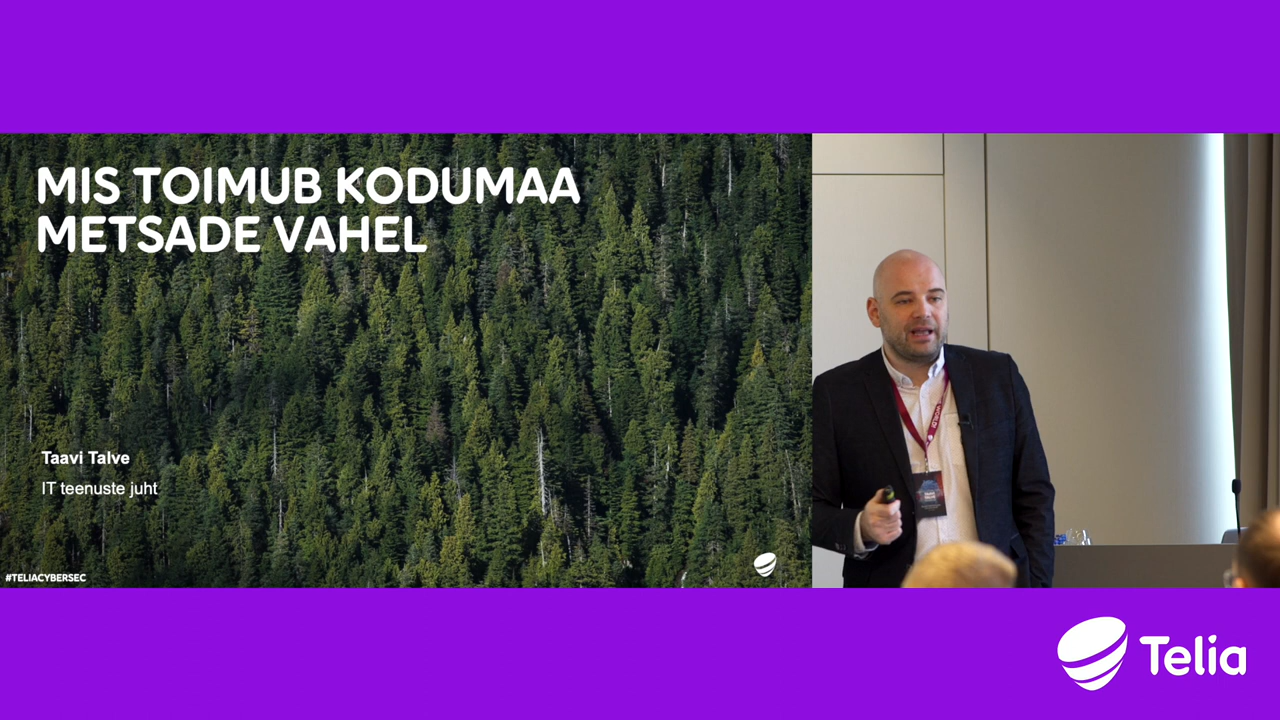 MIS TOIMUB KODUMAA
METSADE VAHEL
Taavi Talve
IT teenuste juht
#TELIACYBERSEC
Telia